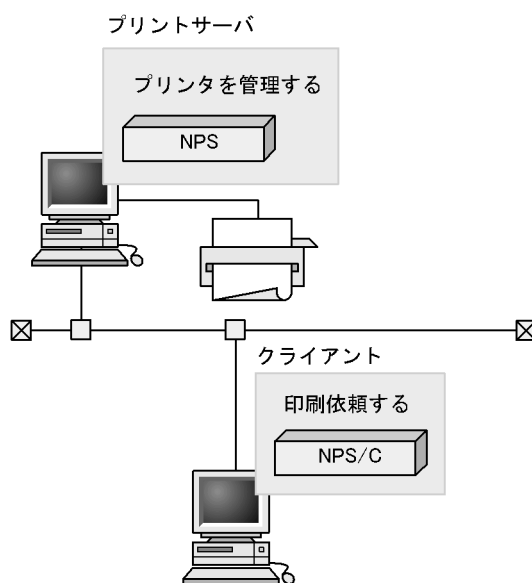 プリントサーバ
プリンタを管理する
NPS
クライアント
印刷依頼する
NPS/C